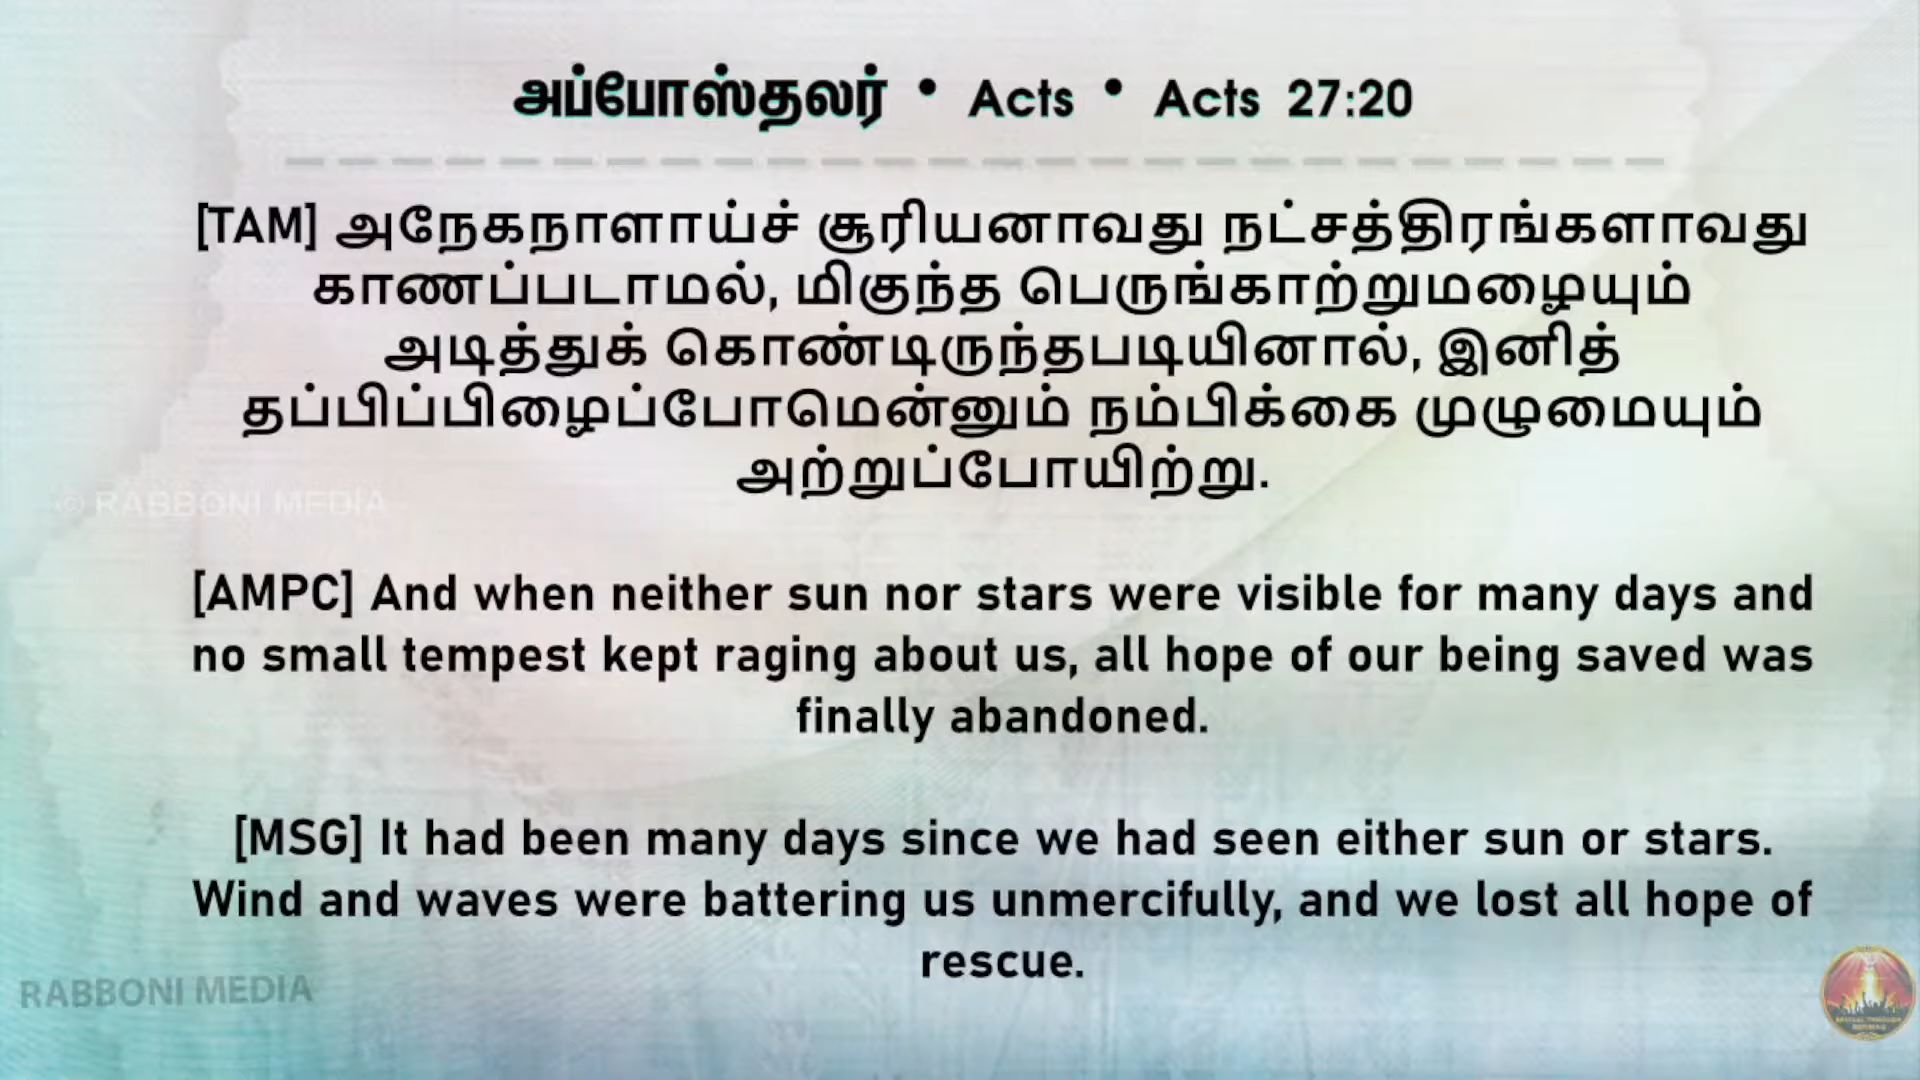 அப்போஸ்தலர் • Acts • Acts 27:20
[TAM] அநேகநாளாய்ச் சூரியனாவது நட்சத்திரங்களாவது
காணப்படாமல், மிகுந்த பெருங்காற்றுமழையும்
அடித்துக் கொண்டிருந்தபடியினால், இனித்
தப்பிப்பிழைப்போமென்னும் நம்பிக்கை முழுமையும்
அற்றுப்போயிற்று.
© RABBONI MEDIA
[AMPC] And when neither sun nor stars were visible for many days and
no small tempest kept raging about us, all hope of our being saved was
finally abandoned.
[MSG] It had been many days since we had seen either sun or stars.
Wind and waves were battering us unmercifully, and we lost all hope of
rescue.
RABBONI MEDIA